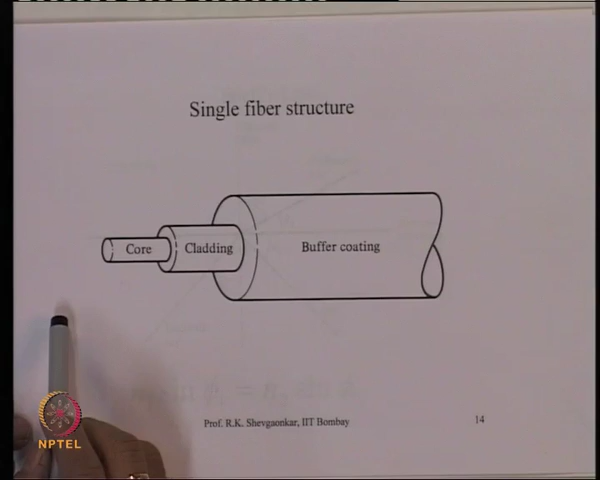 Single fiber structure
Core
Cladding
Buffer coating
Prof. R.K. Shevgaonkar, IIT Bombay
14
NPTEL